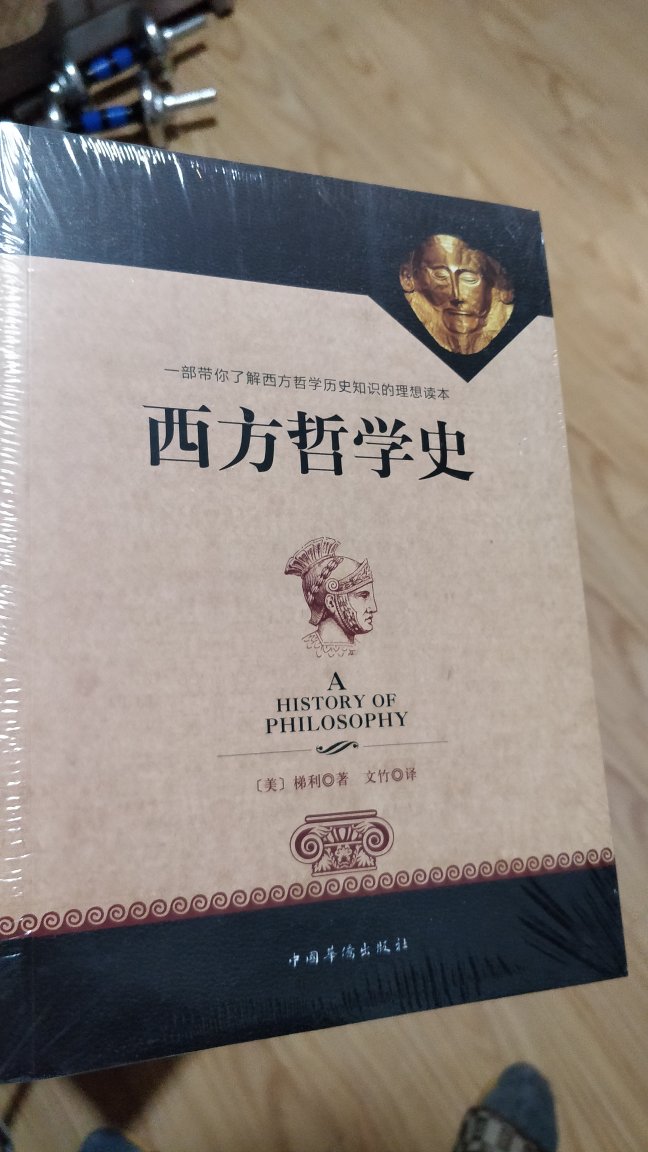 一部带你了解西方哲学历史知识的理想读本
西方哲学史
A
HISTORY OF
PHILOSOPHY
〔美〕梯利◎著 文竹◎译
中国华侨出版社